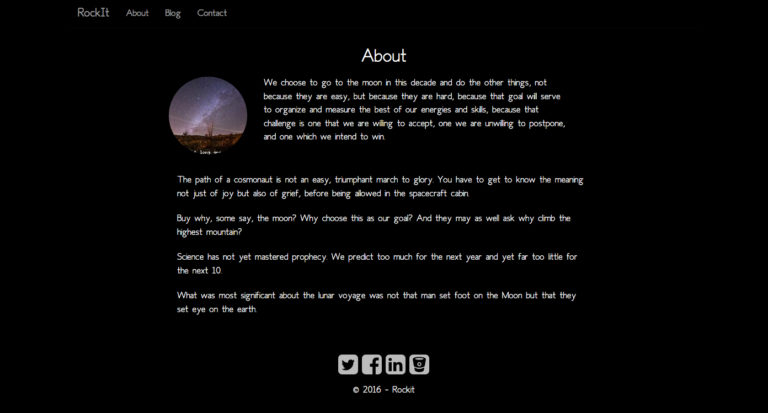 RockIt About Blog Contact
About
We choose to go to the moon in this decade and do the other things, not
because they are easy, but because they are hard, because that goal will serve
to organize and measure the best of our energies and skills, because that
challenge is one that we are willing to accept, one we are unwilling to postpone,
and one which we intend to win.
The path of a cosmonaut is not an easy, triumphant march to glory. You have to get to know the meaning
not just of joy but also of grief, before being allowed in the spacecraft cabin.
Buy why, some say, the moon? Why choose this as our goal? And they may as well ask why climb the
highest mountain?
Science has not yet mastered prophecy. We predict too much for the next year and yet far too little for
the next 10.
What was most significant about the lunar voyage was not that man set foot on the Moon but that they
set eye on the earth.
© 2016 - Rockit